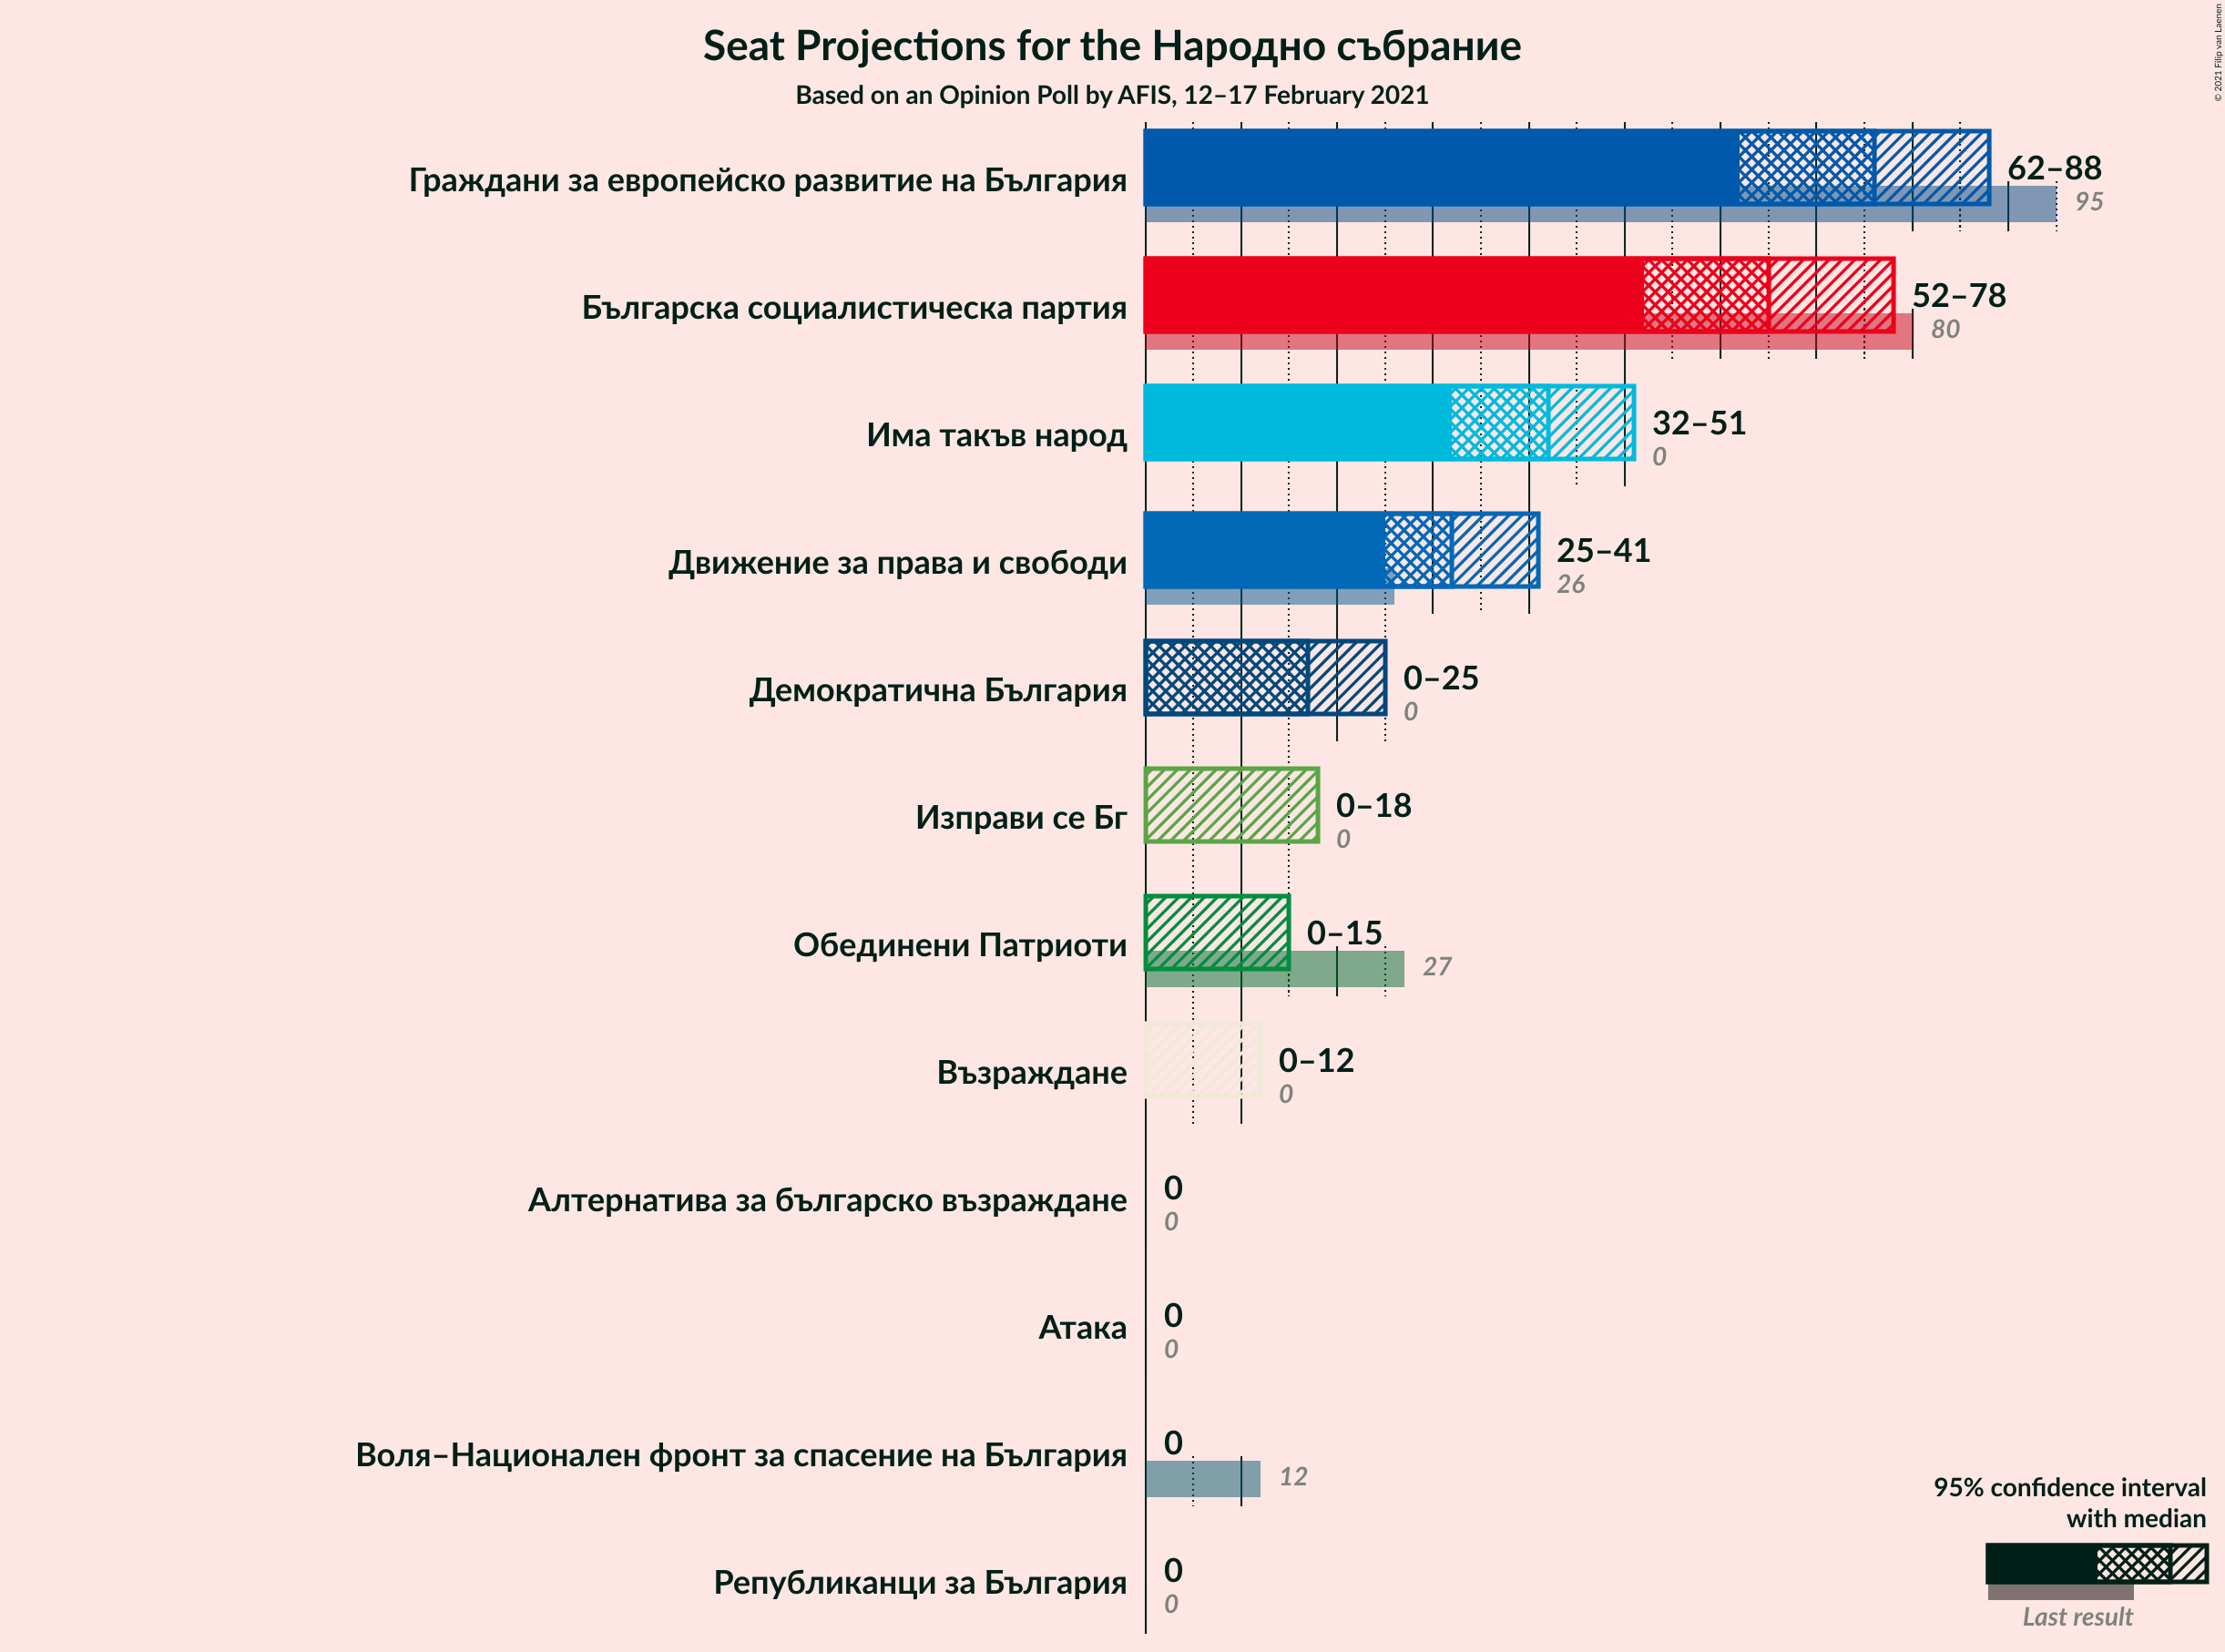 Seat Projections for the Народно събрание
Based on an Opinion Poll by AFIS, 12–17 February 2021
© 2021 Filip van Laenen
Граждани за европейско развитие на България
62–88
95
Българска социалистическа партия
52–78
80
Има такъв народ
32–51
0
Движение за права и свободи
25–41
26
Демократична България
0–25
0
Изправи се Бг
0–18
0
Обединени Патриоти
0–15
27
Възраждане
0–12
0
Алтернатива за българско възраждане
0
0
Атака
0
0
Воля–Национален фронт за спасение на България
0
12
Републиканци за България
0
0
95% confidence interval
with median
Last result